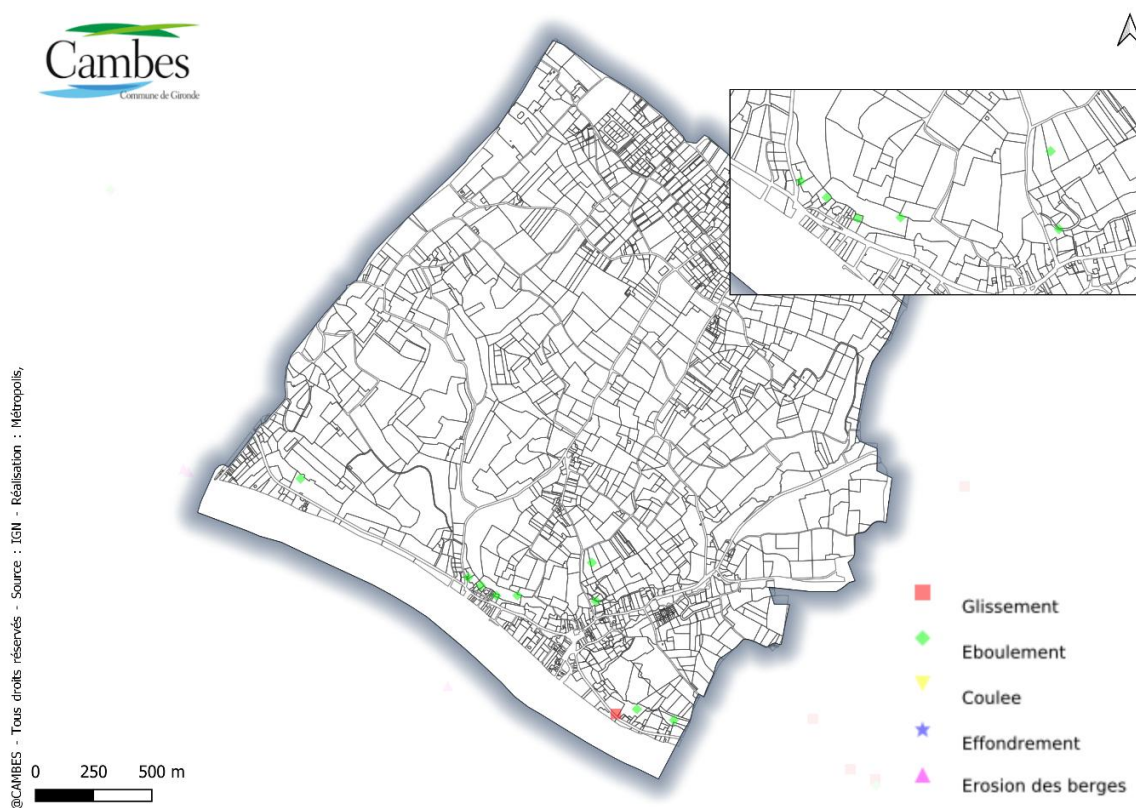 Cambes
Commune de Gironde
Glissement
Eboulement
Coulee
Effondrement
Erosion des berges
0 250 500 m
@CAMBES - Tous droits réservés - Source : IGN - Réalisation : Métropolis,